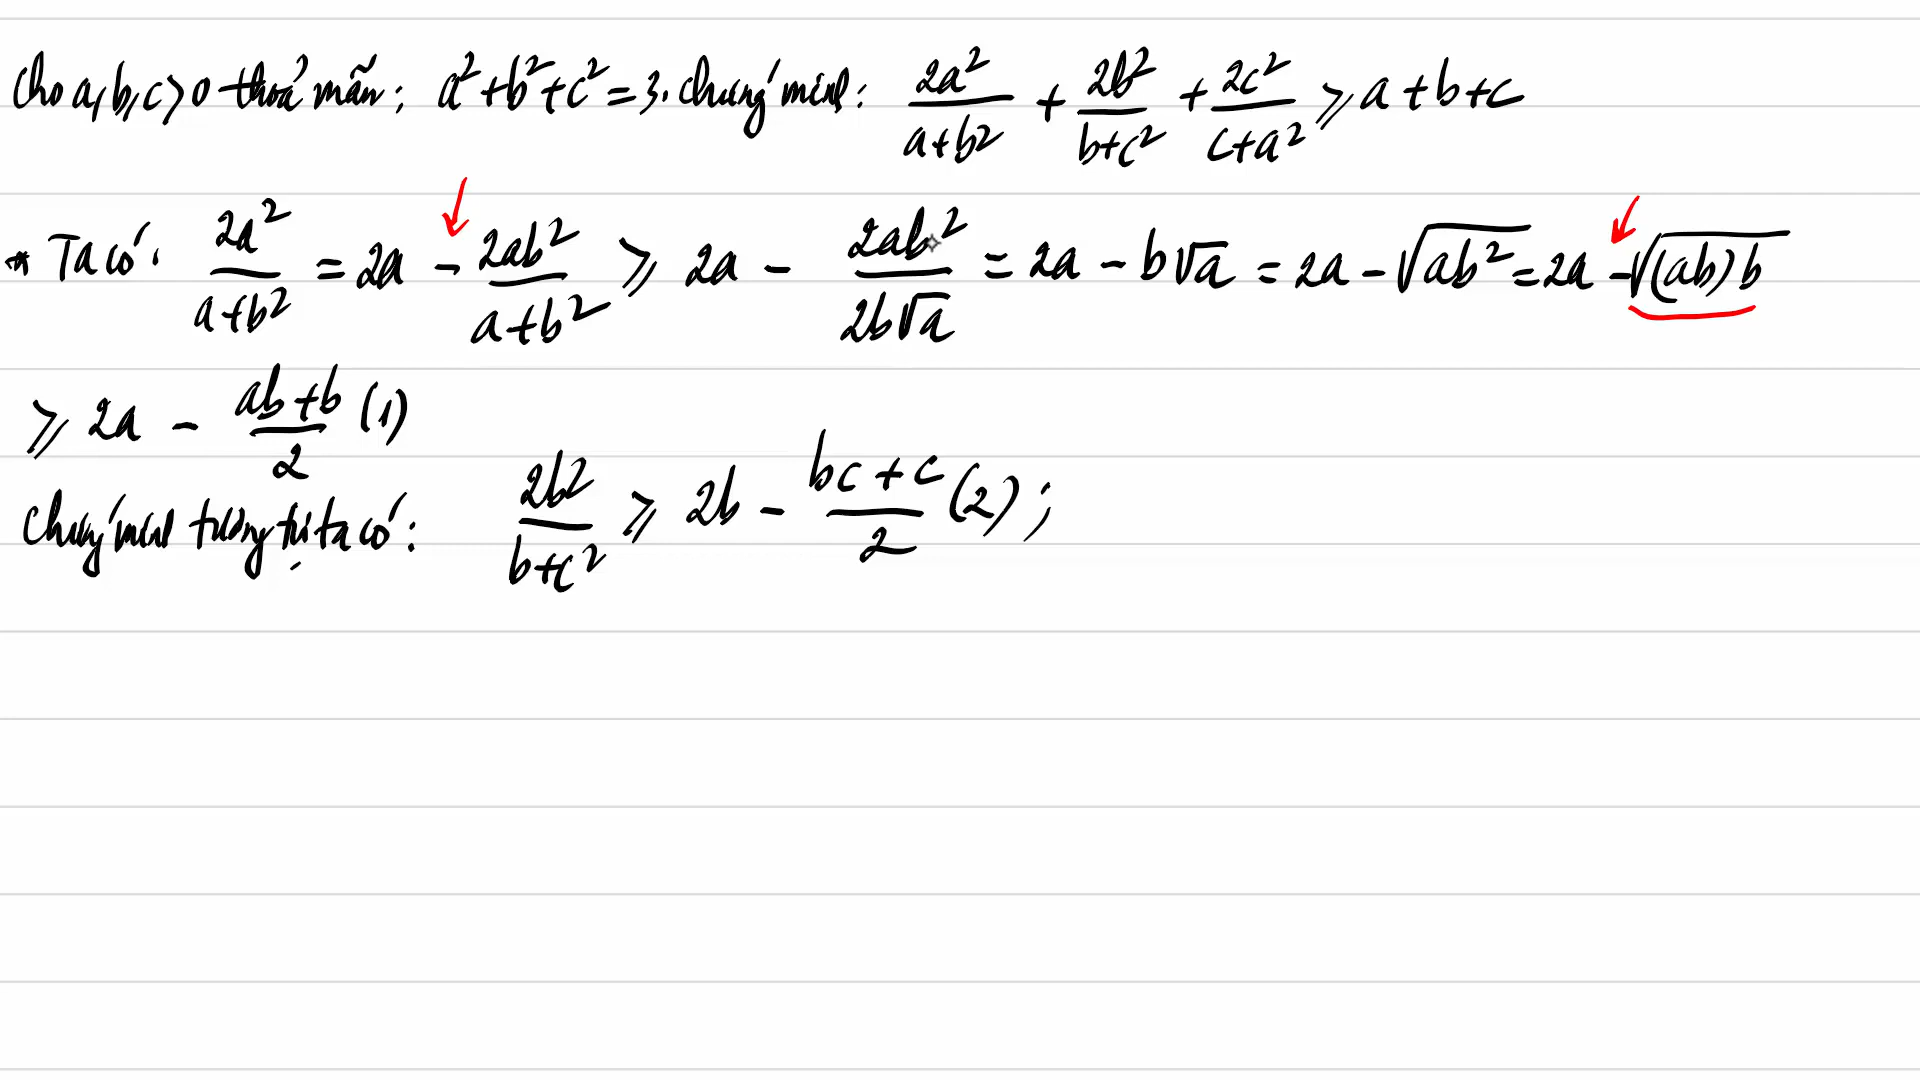 Cho a, b, c > 0 thoả mãn: a² + b² + c² = 3. Chứng minh: 2a²/(a+b²) + 2b²/(b+c²) + 2c²/(c+a²) ⩾ a+b+c
* Ta có: 2a²/(a+b²) = 2a - 2ab²/(a+b²) ⩾ 2a - 2ab²/(2b√a) = 2a - b√a = 2a - √(ab²) = 2a - √((ab)b)
⩾ 2a - (ab+b)/2 (1)
Chứng minh tương tự ta có: 2b²/(b+c²) ⩾ 2b - (bc+c)/2 (2);